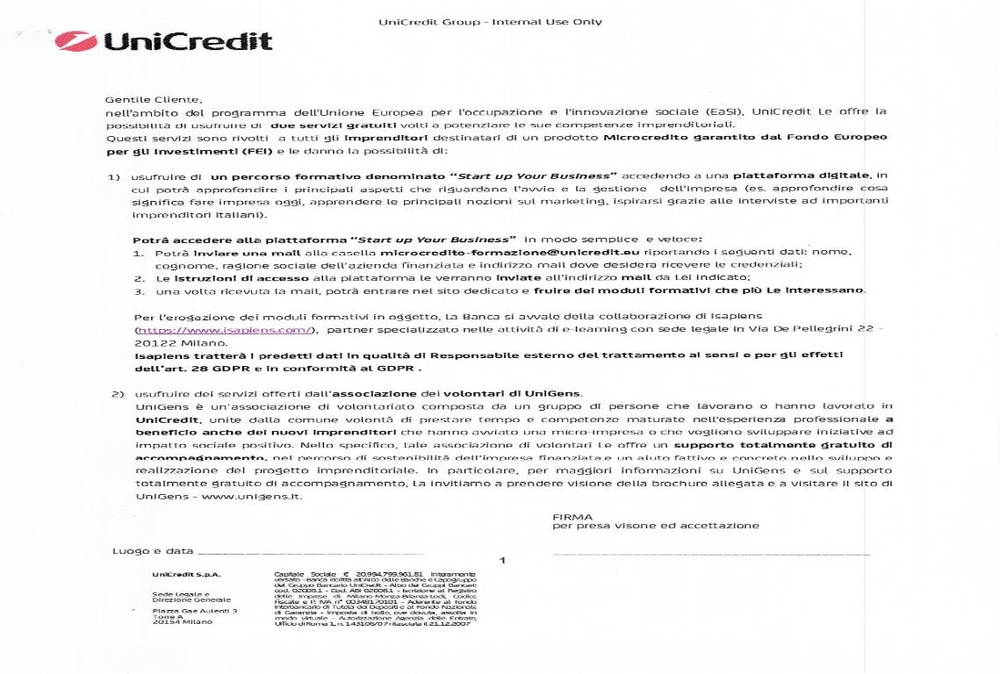 UniCredit Group - Internal Use Only
UniCredit
Gentile Cliente,
nell'ambito del programma dell'Unione Europea per l'occupazione e l'innovazione sociale (EaSI), UniCredit Le offre la
possibilità di usufruire di due servizi gratuiti volti a potenziare le sue competenze imprenditoriali.
Questi servizi sono rivolti a tutti gli imprenditori destinatari di un prodotto Microcredito garantito dal Fondo Europeo
per gli Investimenti (FEI) e le danno la possibilità di:
1) usufruire di un percorso formativo denominato “Start up Your Business” accedendo a una piattaforma digitale, in
cui potrà approfondire i principali aspetti che riguardano l'avvio e la gestione dell'impresa (es. approfondire cosa
significa fare impresa oggi, apprendere le principali nozioni sul marketing, ispirarsi grazie alle interviste ad importanti
imprenditori italiani).
Potrà accedere alla piattaforma “Start up Your Business” in modo semplice e veloce:
1. Potrà inviare una mail alla casella microcredito-formazione@unicredit.eu riportando i seguenti dati: nome,
cognome, ragione sociale dell'azienda finanziata e indirizzo mail dove desidera ricevere le credenziali;
2. Le istruzioni di accesso alla piattaforma le verranno inviate all'indirizzo mail da Lei indicato;
3. una volta ricevuta la mail, potrà entrare nel sito dedicato e fruire dei moduli formativi che più Le interessano.
Per l'erogazione dei moduli formativi in oggetto, La Banca si avvale della collaborazione di Isapiens
(https://www.isapiens.com/), partner specializzato nelle attività di e-learning con sede legale in Via De Pellegrini 22 -
20122 Milano.
Isapiens tratterà i predetti dati in qualità di Responsabile esterno del trattamento ai sensi e per gli effetti
dell'art. 28 GDPR e in conformità al GDPR .
2) usufruire dei servizi offerti dall'associazione dei volontari di UniGens.
UniGens è un'associazione di volontariato composta da un gruppo di persone che lavorano o hanno lavorato in
UniCredit, unite dalla comune volontà di prestare tempo e competenze maturate nell'esperienza professionale a
beneficio anche dei nuovi imprenditori che hanno avviato una micro-impresa o che vogliono sviluppare iniziative ad
impatto sociale positivo. Nello specifico, tale associazione di volontari Le offre un supporto totalmente gratuito di
accompagnamento, nel percorso di sostenibilità dell'impresa finanziata,e un aiuto fattivo e concreto nello sviluppo e
realizzazione del progetto imprenditoriale. In particolare, per maggiori informazioni su UniGens e sul supporto
totalmente gratuito di accompagnamento, La invitiamo a prendere visione della brochure allegata e a visitare il sito di
UniGens - www.unigens.it.
FIRMA
per presa visone ed accettazione
Luogo e data
1
UniCredit S.p.A.
Sede Legale e
Direzione Generale
Piazza Gae Aulenti 3
Torre A
20154 Milano
Capitale Sociale € 20.994.799.961,81 interamente
versato - Banca iscritta all'Albo delle Banche e Capogruppo
del Gruppo Bancario UniCredit - Albo dei Gruppi Bancari:
cod. 02008.1 - Cod. ABI 02008.1 - Iscrizione al Registro
delle Imprese di Milano-Monza-Brianza-Lodi, Codice
Fiscale e P. IVA n° 00348170101 - Aderente al Fondo
Interbancario di Tutela dei Depositi e al Fondo Nazionale
di Garanzia - Imposta di bollo, ove dovuta, assolta in
modo virtuale - Autorizzazione Agenzia delle Entrate,
Ufficio di Roma 1, n. 143106/07 rilasciata il 21.12.2007